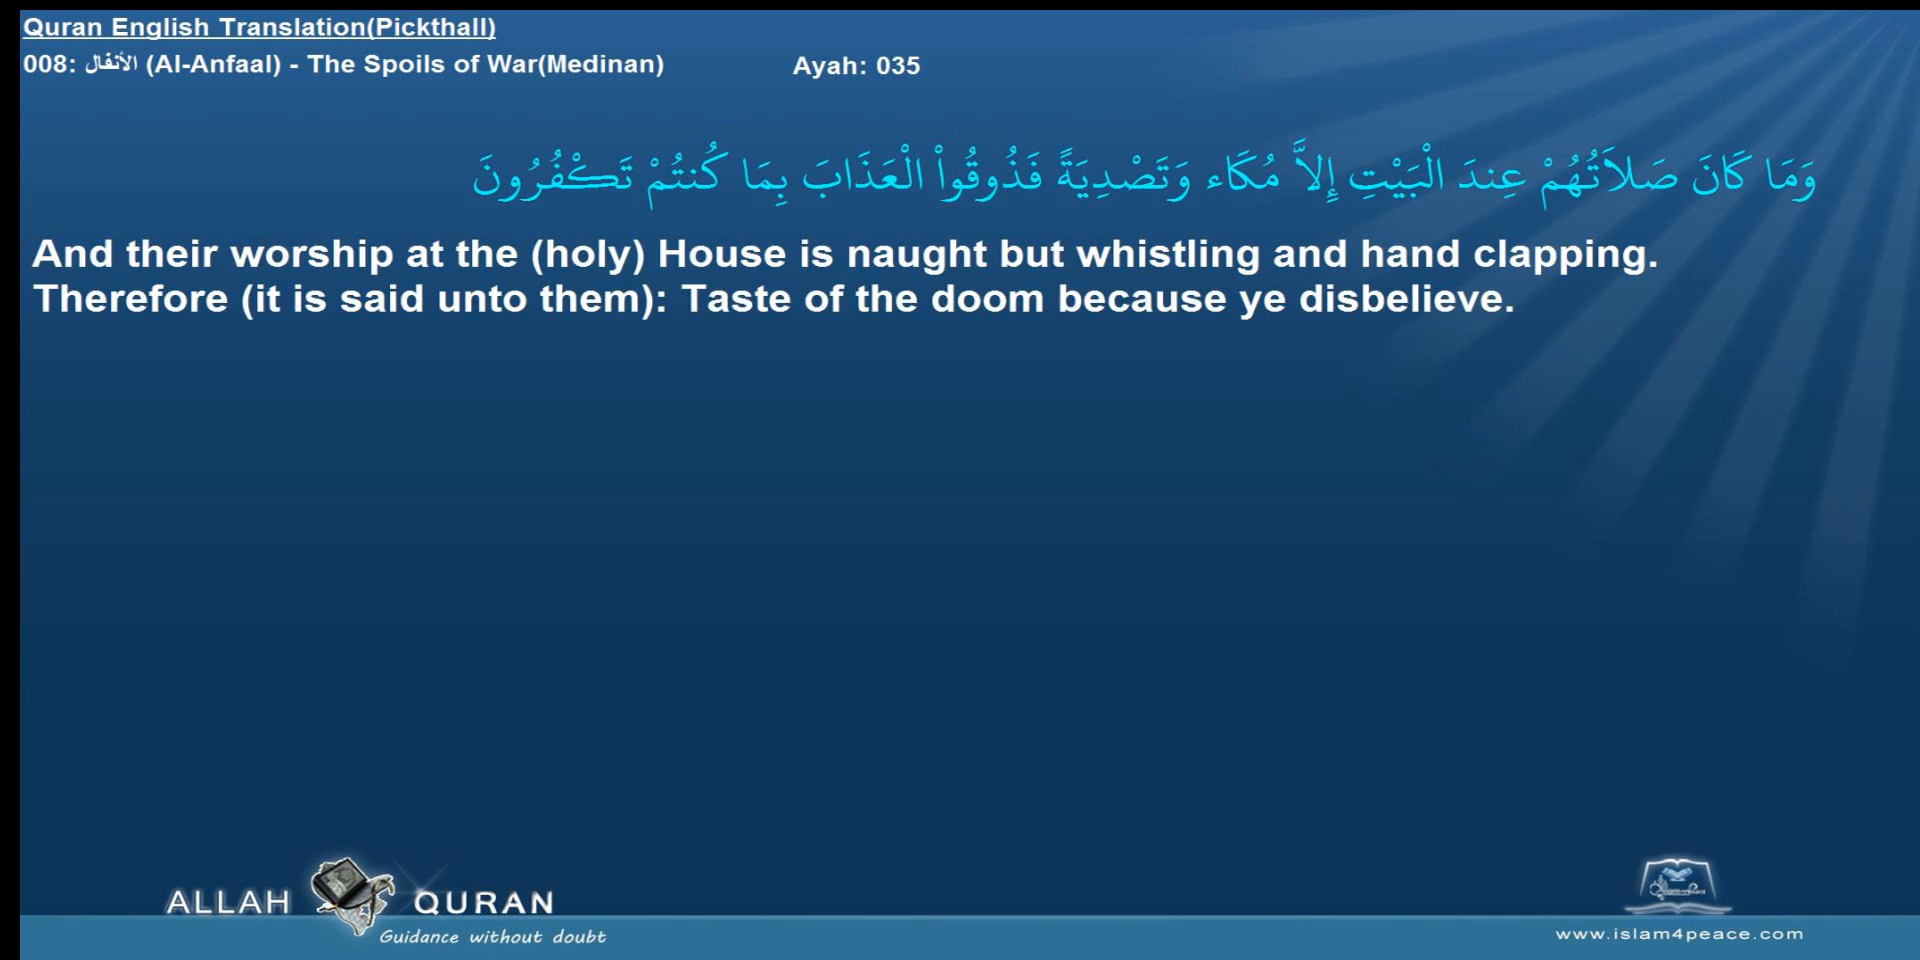 Quran English Translation(Pickthall)
008: الأنفال (Al-Anfaal) - The Spoils of War(Medinan) Ayah: 035
وَمَا كَانَ صَلاَتُهُمْ عِندَ الْبَيْتِ إِلاَّ مُكَاء وَتَصْدِيَةً فَذُوقُواْ الْعَذَابَ بِمَا كُنتُمْ تَكْفُرُونَ
And their worship at the (holy) House is naught but whistling and hand clapping.
Therefore (it is said unto them): Taste of the doom because ye disbelieve.
ALLAH QURAN
Guidance without doubt
www.islam4peace.com